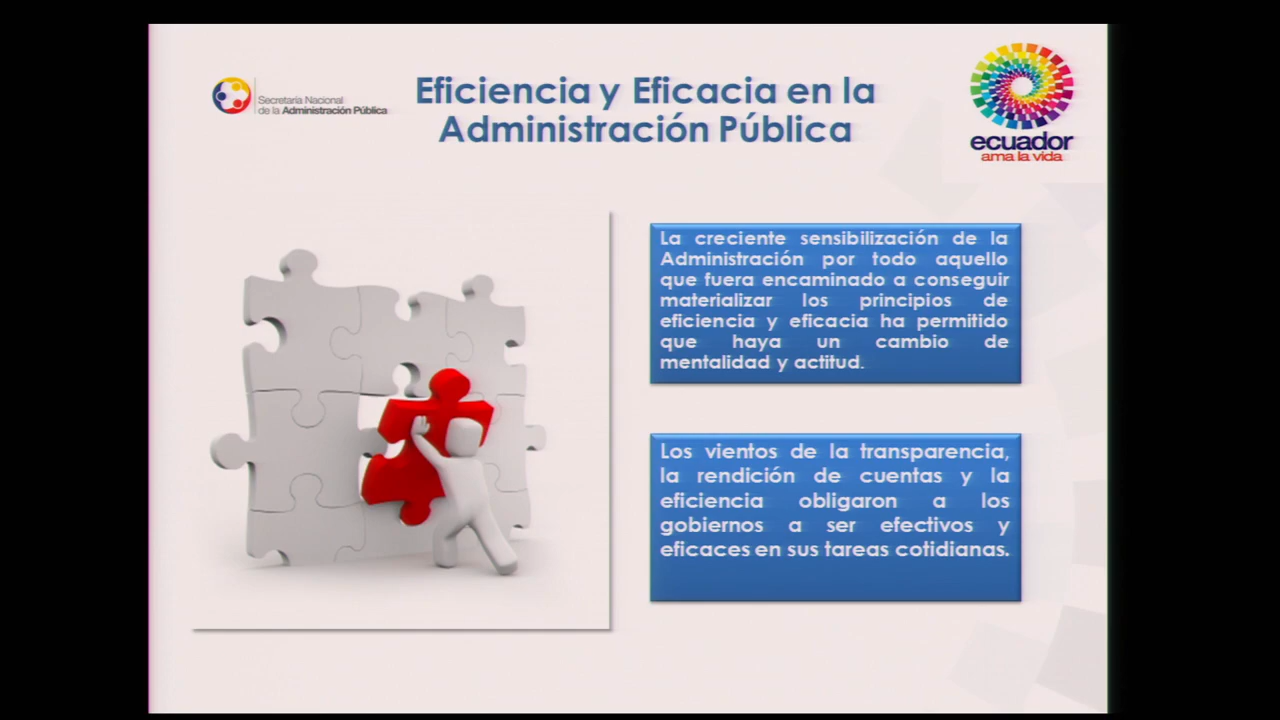 Secretaría Nacional
de la Administración Pública
Eficiencia y Eficacia en la
Administración Pública
ecuador
ama la vida
La creciente sensibilización de la
Administración por todo aquello
que fuera encaminado a conseguir
materializar los principios de
eficiencia y eficacia ha permitido
que haya un cambio de
mentalidad y actitud.
Los vientos de la transparencia,
la rendición de cuentas y la
eficiencia obligaron a los
gobiernos a ser efectivos y
eficaces en sus tareas cotidianas.